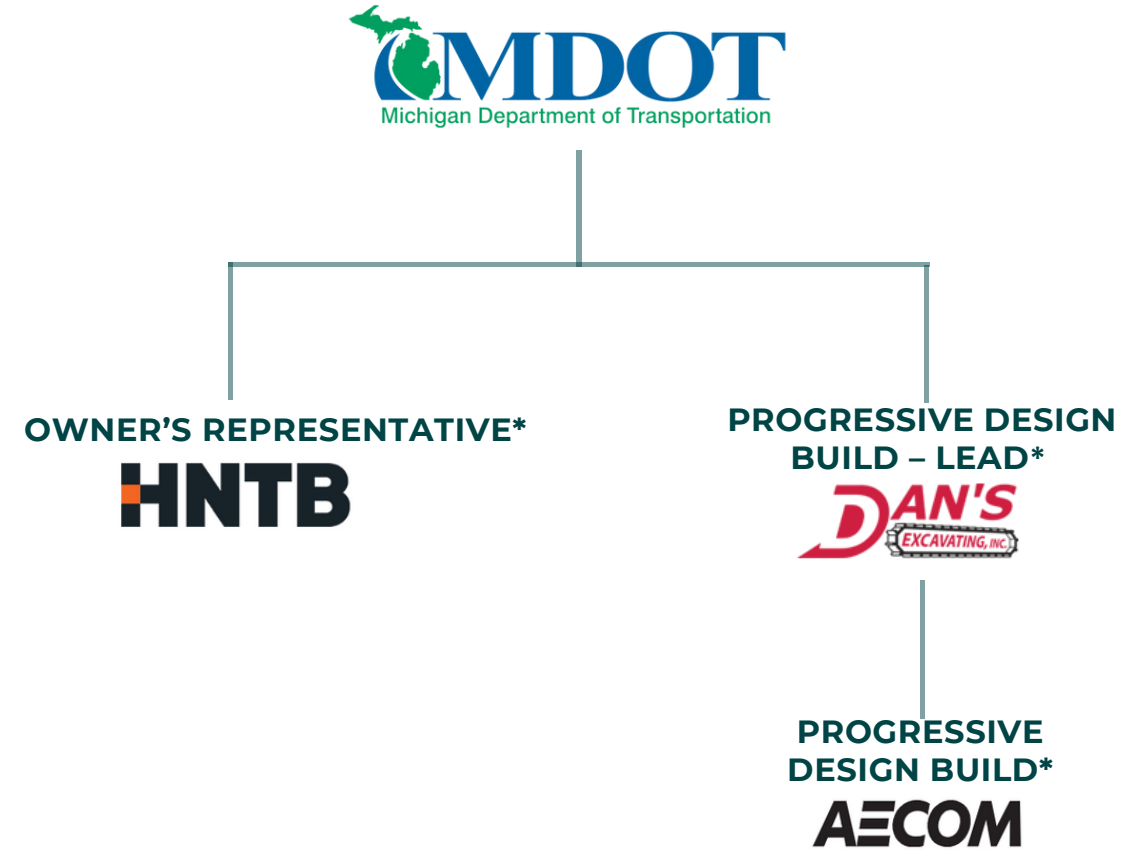 MDOT
Michigan Department of Transportation
OWNER’S REPRESENTATIVE*
HNTB
PROGRESSIVE DESIGN
BUILD – LEAD*
DAN'S
EXCAVATING, INC.
PROGRESSIVE
DESIGN BUILD*
AECOM